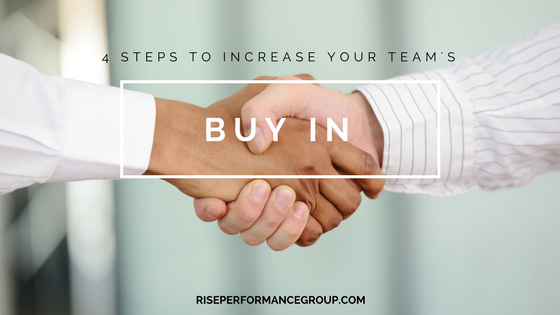 4 STEPS TO INCREASE YOUR TEAM'S
BUY IN
RISEPERFORMANCEGROUP.COM